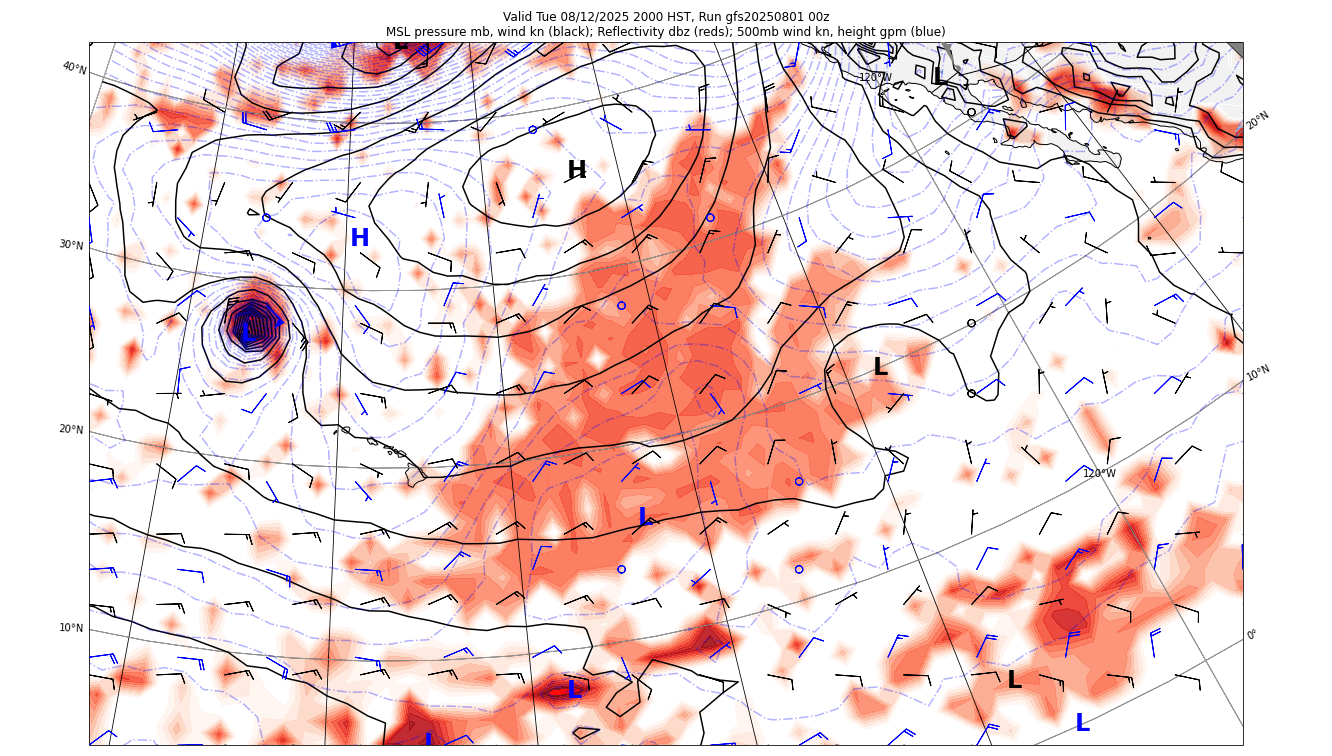 Valid Tue 08/12/2025 2000 HST, Run gfs20250801 00z
MSL pressure mb, wind kn (black); Reflectivity dbz (reds); 500mb wind kn, height gpm (blue)
L
L
40°N
120°W
20°N
H
H
30°N
L
L
10°N
20°N
120°W
L
10°N
0°
L
L
L
L